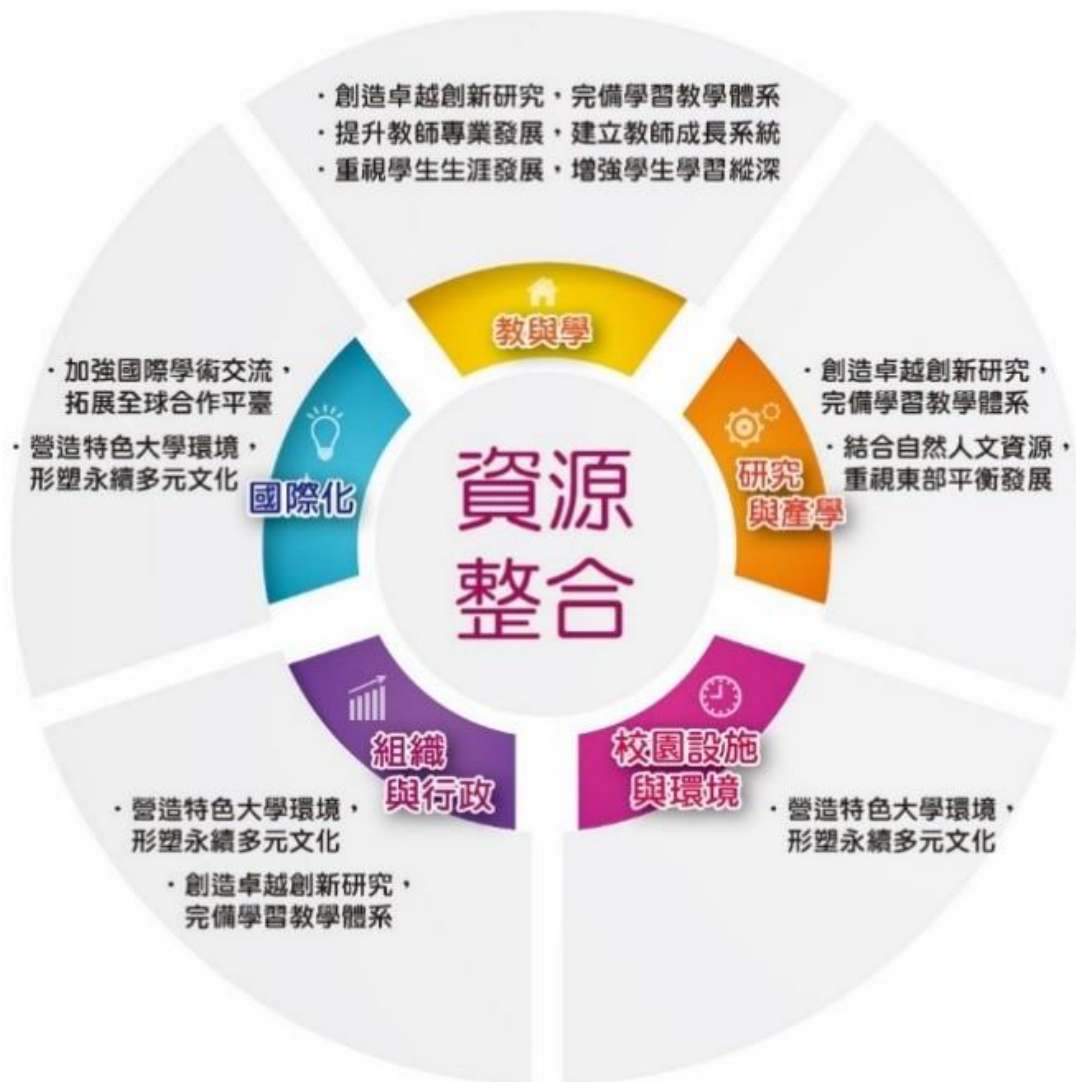 ・創造卓越創新研究，完備學習教學體系
・提升教師專業發展，建立教師成長系統
・重視學生生涯發展，增強學生學習縱深
教與學
・創造卓越創新研究，
完備學習教學體系
・結合自然人文資源，
重視東部平衡發展
研究
與產學
・加強國際學術交流，
拓展全球合作平臺
・營造特色大學環境，
形塑永續多元文化
國際化
資源
整合
組織
與行政
・營造特色大學環境，
形塑永續多元文化
・創造卓越創新研究，
完備學習教學體系
校園設施
與環境
・營造特色大學環境，
形塑永續多元文化